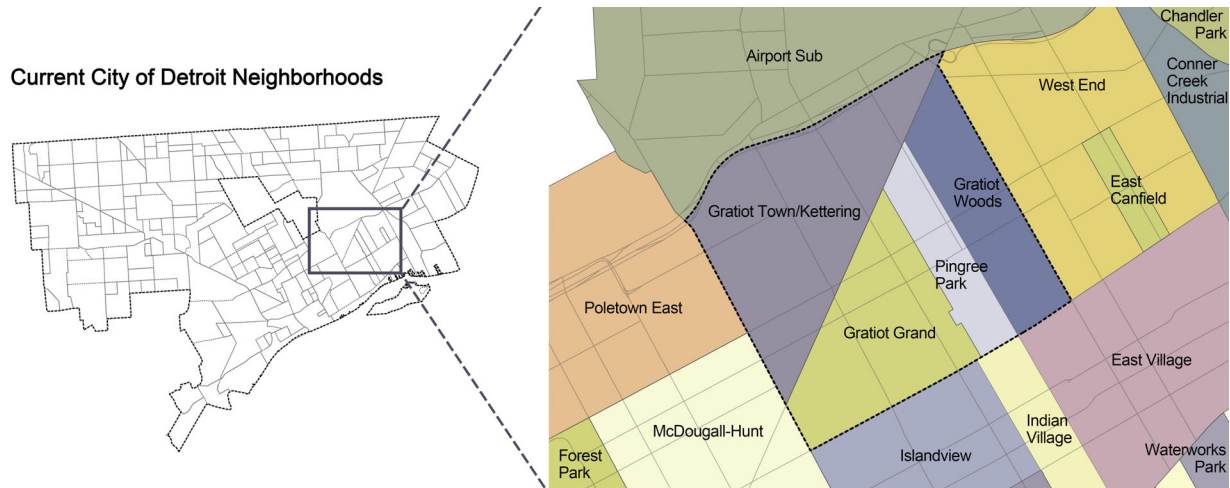 Current City of Detroit Neighborhoods
Chandler
Park
Airport Sub
Conner
Creek
Industrial
West End
East
Canfield
Gratiot
Woods
Gratiot Town/Kettering
Pingree
Park
Poletown East
Gratiot Grand
East Village
McDougall-Hunt
Indian
Village
Islandview
Forest
Park
Waterworks
Park